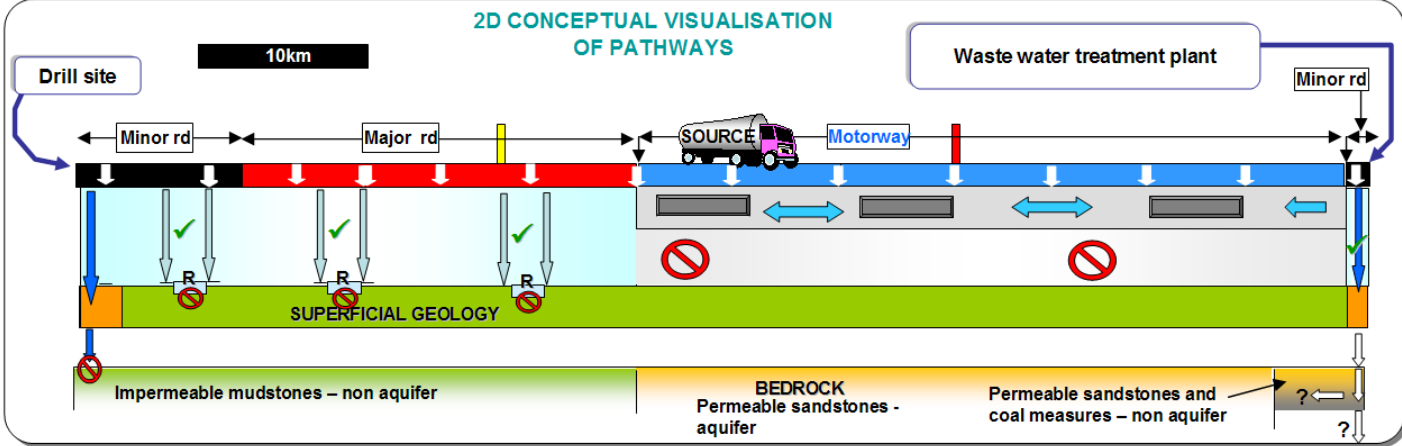 2D CONCEPTUAL VISUALISATION
OF PATHWAYS
10km
Drill site
Waste water treatment plant
Minor rd
Minor rd
Major rd
SOURCE
Motorway
R
R
R
SUPERFICIAL GEOLOGY
Impermeable mudstones – non aquifer
BEDROCK
Permeable sandstones -
aquifer
Permeable sandstones and
coal measures – non aquifer
?
?